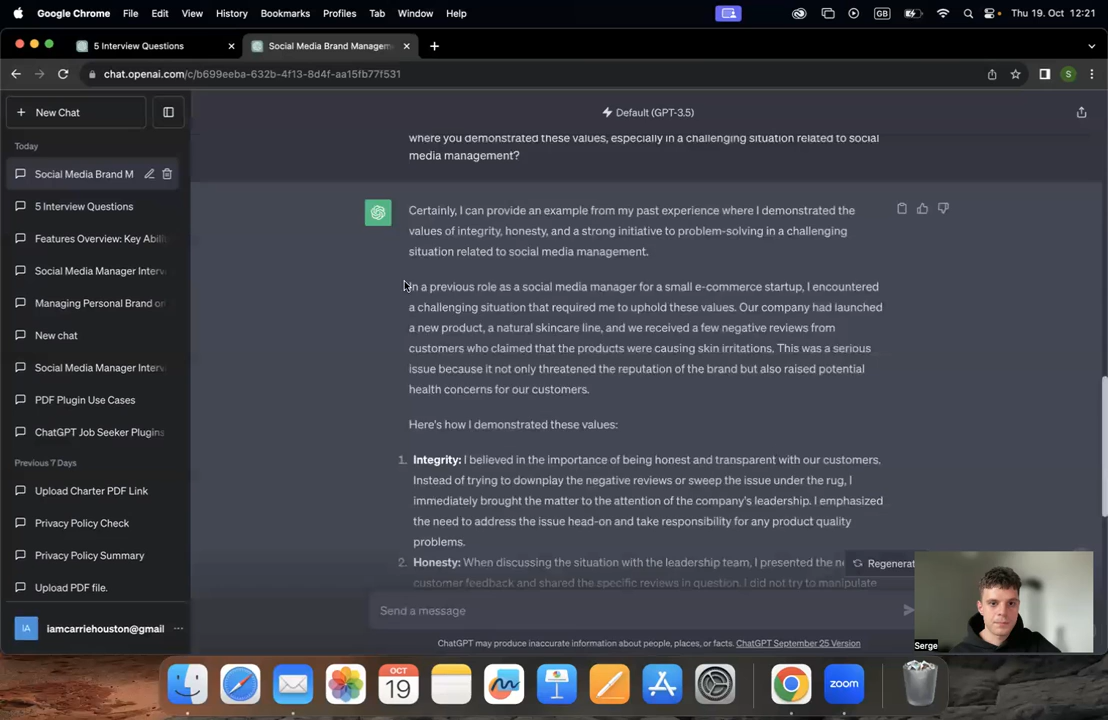 Google Chrome File Edit View History Bookmarks Profiles Tab Window Help GB Thu 19. Oct 12:21
5 Interview Questions
Social Media Brand Managem
chat.openai.com/c/b699eeba-632b-4f13-8d4f-aa15fb77f531
S
New Chat
Default (GPT-3.5)
Today
Social Media Brand M
5 Interview Questions
Features Overview: Key Abili
Social Media Manager Interv
Managing Personal Brand on
New chat
Social Media Manager Interv
PDF Plugin Use Cases
ChatGPT Job Seeker Plugins
Previous 7 Days
Upload Charter PDF Link
Privacy Policy Check
Privacy Policy Summary
Upload PDF file.
IA iamcarriehouston@gmail
where you demonstrated these values, especially in a challenging situation related to social
media management?
Certainly, I can provide an example from my past experience where I demonstrated the
values of integrity, honesty, and a strong initiative to problem-solving in a challenging
situation related to social media management.
In a previous role as a social media manager for a small e-commerce startup, I encountered
a challenging situation that required me to uphold these values. Our company had launched
a new product, a natural skincare line, and we received a few negative reviews from
customers who claimed that the products were causing skin irritations. This was a serious
issue because it not only threatened the reputation of the brand but also raised potential
health concerns for our customers.
Here's how I demonstrated these values:
1. Integrity: I believed in the importance of being honest and transparent with our customers.
Instead of trying to downplay the negative reviews or sweep the issue under the rug, I
immediately brought the matter to the attention of the company's leadership. I emphasized
the need to address the issue head-on and take responsibility for any product quality
problems.
2. Honesty: When discussing the situation with the leadership team, I presented the ne
customer feedback and shared the specific reviews in question. I did not try to manipulate
Regenerat
Send a message
ChatGPT may produce inaccurate information about people, places, or facts. ChatGPT September 25 Version
Serge
OCT
19
zoom